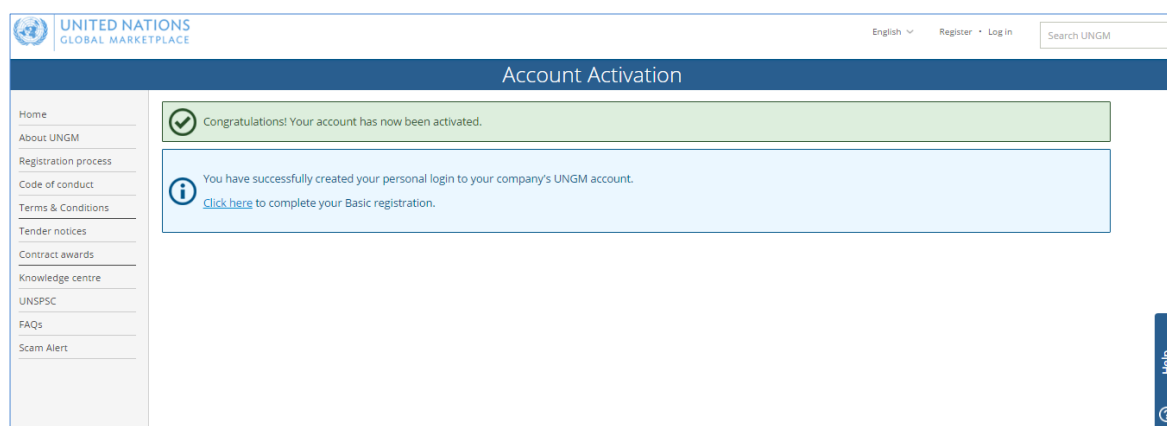 UNITED NATIONS
GLOBAL MARKETPLACE
English
Register • Log in
Search UNGM
Account Activation
Home
About UNGM
Registration process
Code of conduct
Terms & Conditions
Tender notices
Contract awards
Knowledge centre
UNSPSC
FAQs
Scam Alert
Congratulations! Your account has now been activated.
You have successfully created your personal login to your company's UNGM account.
Click here to complete your Basic registration.
Help